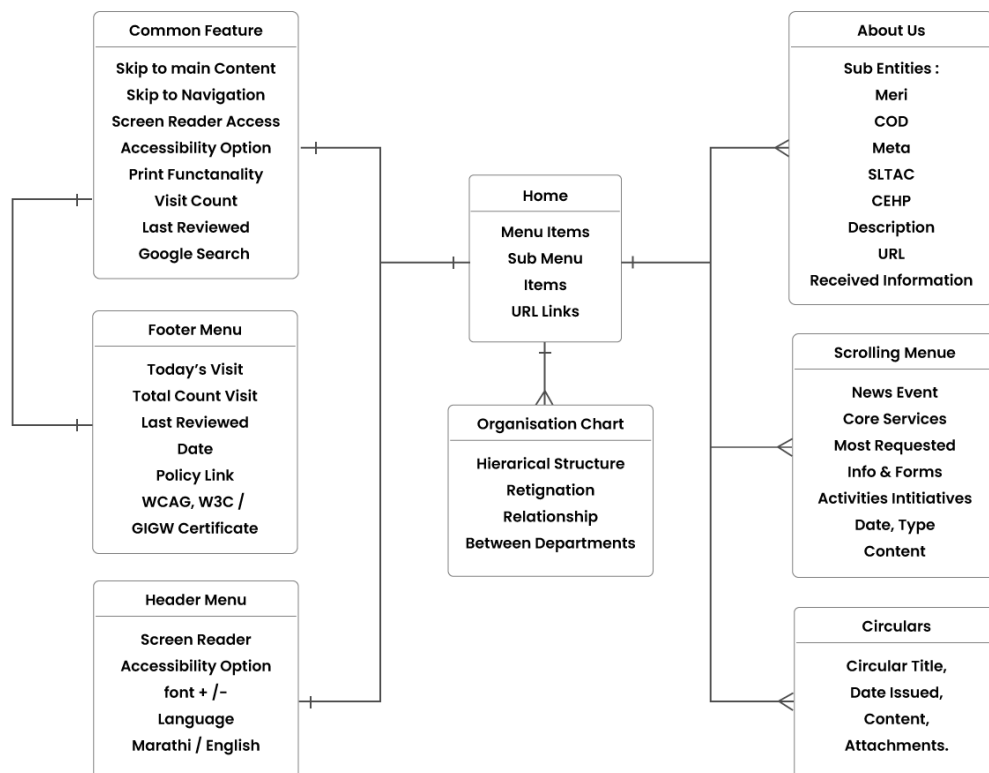 Common Feature
Skip to main Content
Skip to Navigation
Screen Reader Access
Accessibility Option
Print Functanality
Visit Count
Last Reviewed
Google Search
Footer Menu
Today's Visit
Total Count Visit
Last Reviewed
Date
Policy Link
WCAG, W3C /
GIGW Certificate
Header Menu
Screen Reader
Accessibility Option
font + /-
Language
Marathi / English
Home
Menu Items
Sub Menu
Items
URL Links
Organisation Chart
Hierarical Structure
Retignation
Relationship
Between Departments
About Us
Sub Entities :
Meri
COD
Meta
SLTAC
CEHP
Description
URL
Received Information
Scrolling Menue
News Event
Core Services
Most Requested
Info & Forms
Activities Intitiatives
Date, Type
Content
Circulars
Circular Title,
Date Issued,
Content,
Attachments.